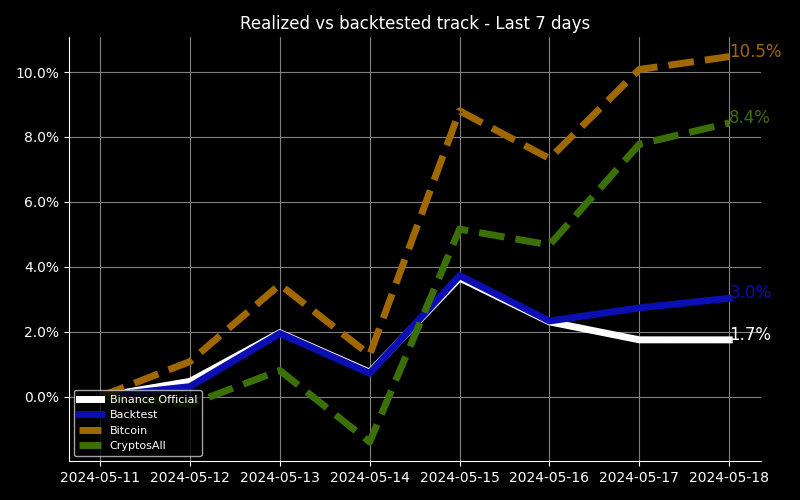 Realized vs backtested track - Last 7 days
10.0%
8.0%
6.0%
4.0%
2.0%
0.0%
10.5%
8.4%
3.0%
1.7%
Binance Official
Backtest
Bitcoin
CryptosAll
2024-05-11 2024-05-12 2024-05-13 2024-05-14 2024-05-15 2024-05-16 2024-05-17 2024-05-18